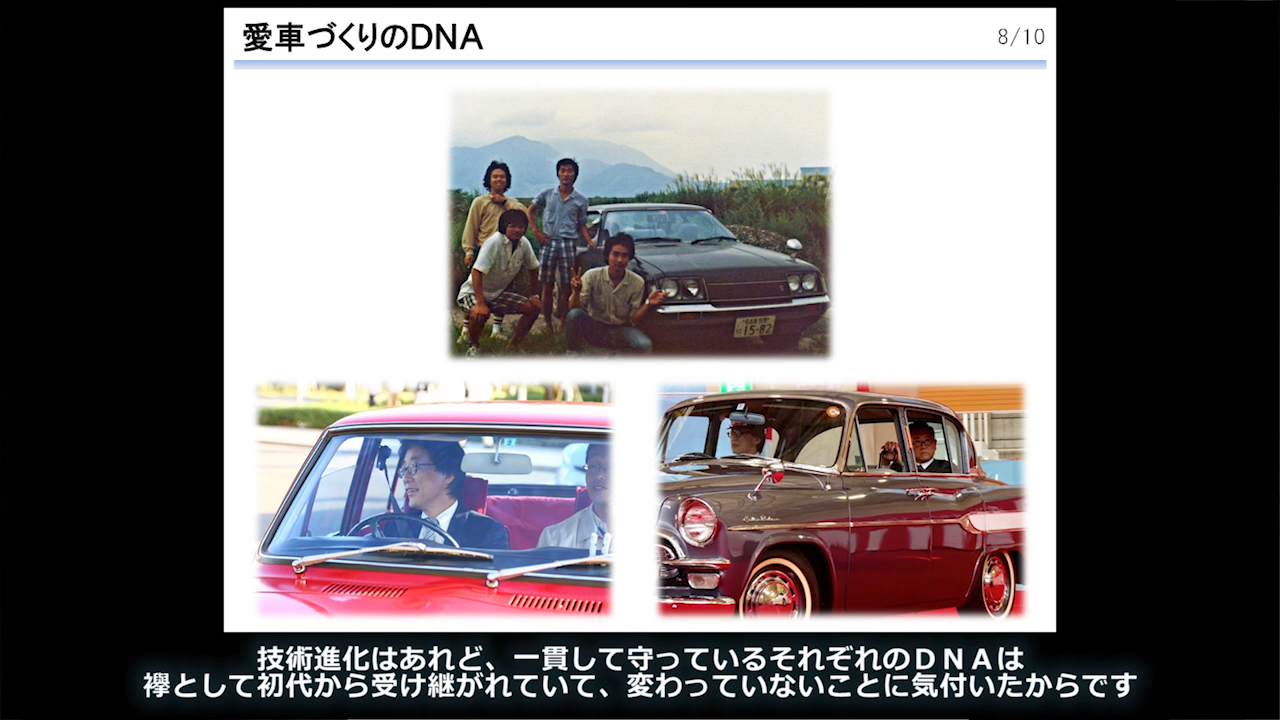 愛車づくりのDNA
8/10
15-82
技術進化はあれど、一貫して守っているそれぞれのＤＮＡは
襷として初代から受け継がれていて、変わっていないことに気付いたからです